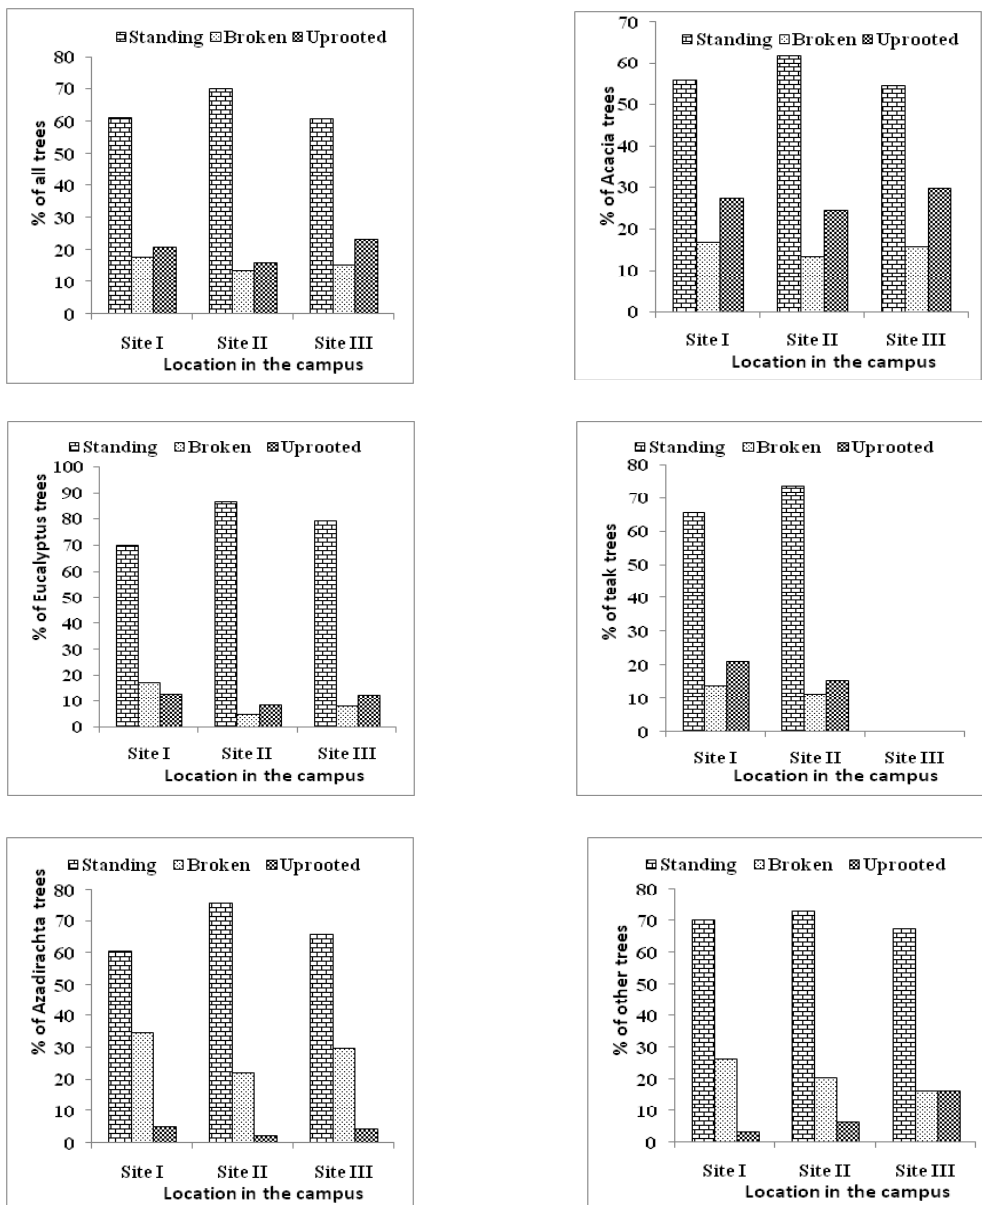 Standing Broken Uprooted
80
70
60
50
40
30
20
10
0
% of all trees
Site I Site II Site III
Location in the campus
Standing Broken Uprooted
70
60
50
40
30
20
10
0
% of Acacia trees
Site I Site II Site III
Location in the campus
Standing Broken Uprooted
100
90
80
70
60
50
40
30
20
10
0
% of Eucalyptus trees
Site I Site II Site III
Location in the campus
Standing Broken Uprooted
80
70
60
50
40
30
20
10
0
% of teak trees
Site I Site II Site III
Location in the campus
Standing Broken Uprooted
80
70
60
50
40
30
20
10
0
% of Azadirachta trees
Site I Site II Site III
Location in the campus
Standing Broken Uprooted
80
70
60
50
40
30
20
10
0
% of other trees
Site I Site II Site III
Location in the campus